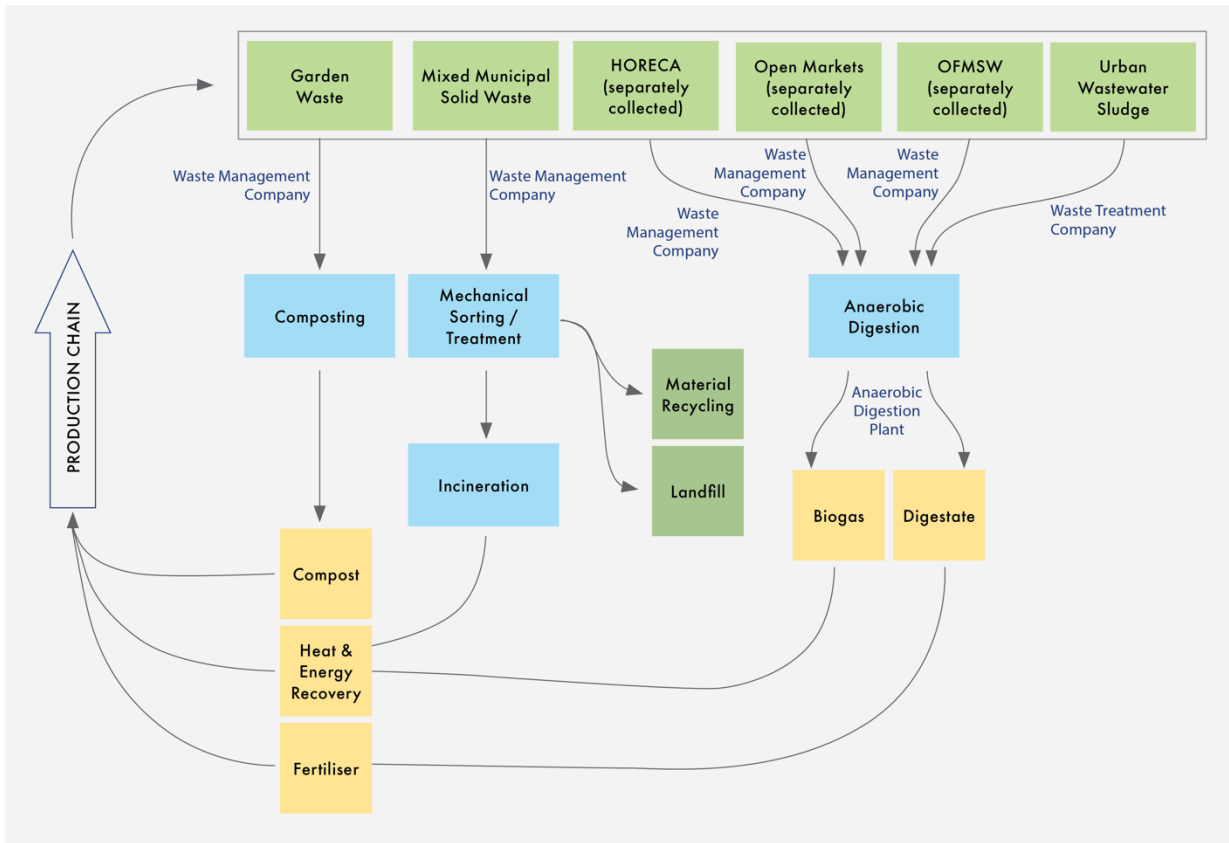 Garden
Waste
Mixed Municipal
Solid Waste
HORECA
(separately
collected)
Open Markets
(separately
collected)
OFMSW
(separately
collected)
Urban
Wastewater
Sludge
Waste Management
Company
Waste Management
Company
Waste
Management
Company
Waste
Management
Company
Waste
Management
Company
Waste Treatment
Company
PRODUCTION CHAIN
Composting
Mechanical
Sorting /
Treatment
Anaerobic
Digestion
Material
Recycling
Anaerobic
Digestion
Plant
Incineration
Landfill
Biogas
Digestate
Compost
Heat &
Energy
Recovery
Fertiliser